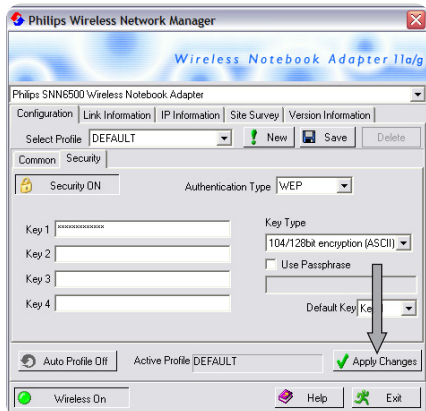 Philips Wireless Network Manager
Wireless Notebook Adapter 11a/g
Philips SNN6500 Wireless Notebook Adapter
Configuration Link Information IP Information Site Survey Version Information
Select Profile DEFAULT New Save Delete
Common Security
Security ON Authentication Type WEP
Key Type
Key 1 ×××××××××××××
104/128bit encryption (ASCII)
Key 2
Use Passphrase
Key 3
Key 4 Default Key
Auto Profile Off Active Profile DEFAULT Apply Changes
Wireless On Help Exit